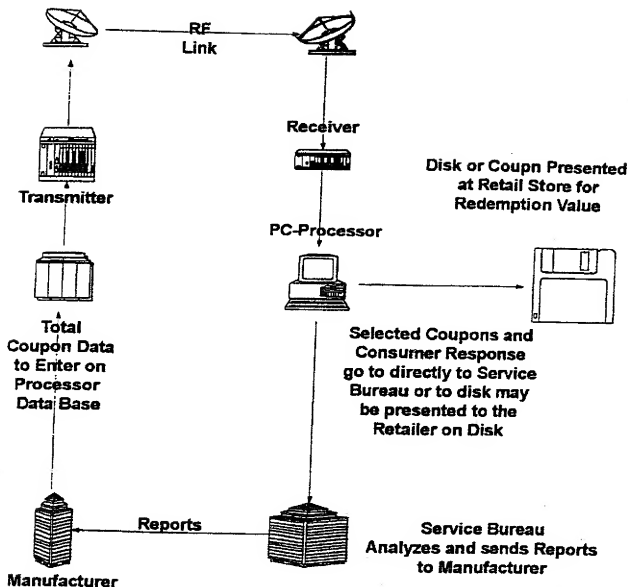 RF
Link
Receiver
Transmitter
Disk or Coupn Presented
at Retail Store for
Redemption Value
PC-Processor
Total
Coupon Data
to Enter on
Processor
Data Base
Selected Coupons and
Consumer Response
go to directly to Service
Bureau or to disk may
be presented to the
Retailer on Disk
Reports
Manufacturer
Service Bureau
Analyzes and sends Reports
to Manufacturer